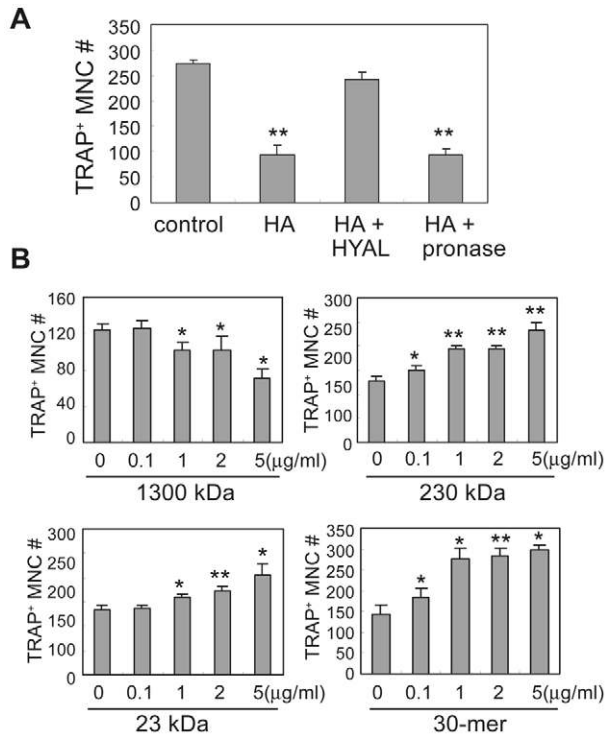 A
TRAP⁺ MNC #
350
300
250
200
150
100
50
0
**
**
control
HA
HA +
HYAL
HA +
pronase
B
TRAP⁺ MNC #
160
120
80
40
0
*
*
*
0 0.1 1 2 5(μg/ml)
1300 kDa
TRAP⁺ MNC #
300
200
150
100
0
*
**
**
**
0 0.1 1 2 5(μg/ml)
230 kDa
TRAP⁺ MNC #
300
200
150
100
0
*
**
*
0 0.1 1 2 5(μg/ml)
23 kDa
TRAP⁺ MNC #
350
300
250
200
150
100
50
0
*
*
**
*
0 0.1 1 2 5(μg/ml)
30-mer